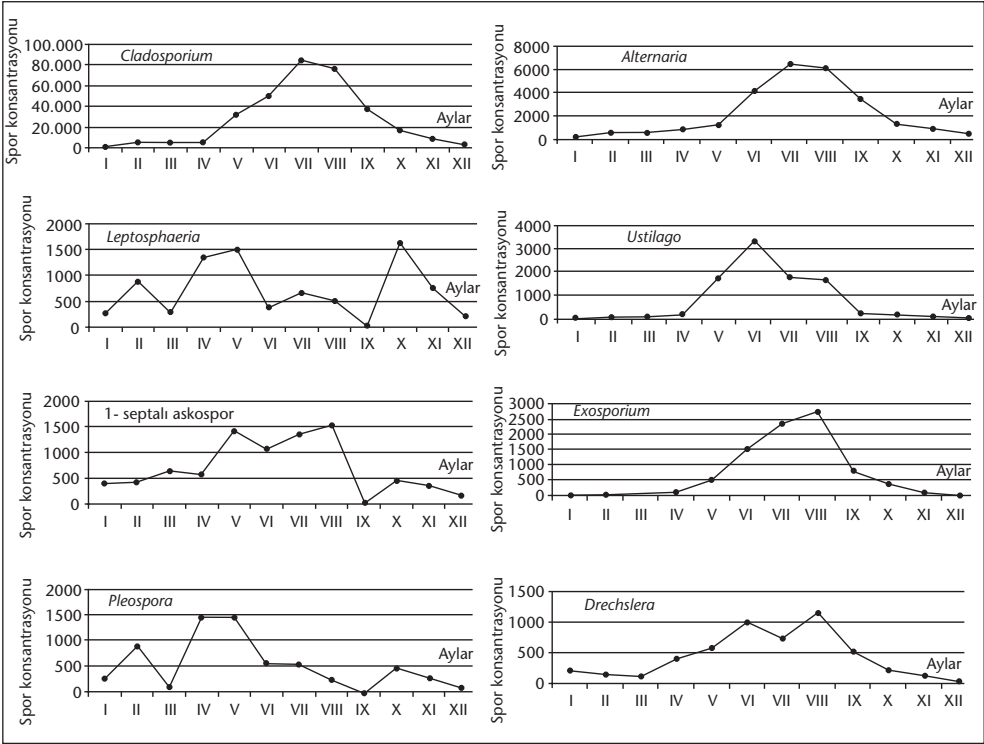 Spor konsantrasyonu
Cladosporium
100.000
80.000
60.000
40.000
20.000
0
Aylar
I II III IV V VI VII VIII IX X XI XII
Spor konsantrasyonu
Alternaria
8000
6000
4000
2000
0
Aylar
I II III IV V VI VII VIII IX X XI XII
Spor konsantrasyonu
Leptosphaeria
2000
1500
1000
500
0
Aylar
I II III IV V VI VII VIII IX X XI XII
Spor konsantrasyonu
Ustilago
4000
3000
2000
1000
0
Aylar
I II III IV V VI VII VIII IX X XI XII
Spor konsantrasyonu
1- septalı askospor
2000
1500
1000
500
0
Aylar
I II III IV V VI VII VIII IX X XI XII
Spor konsantrasyonu
Exosporium
3000
2500
2000
1500
1000
500
0
Aylar
I II III IV V VI VII VIII IX X XI XII
Spor konsantrasyonu
Pleospora
2000
1500
1000
500
0
Aylar
I II III IV V VI VII VIII IX X XI XII
Spor konsantrasyonu
Drechslera
1500
1000
500
0
Aylar
I II III IV V VI VII VIII IX X XI XII